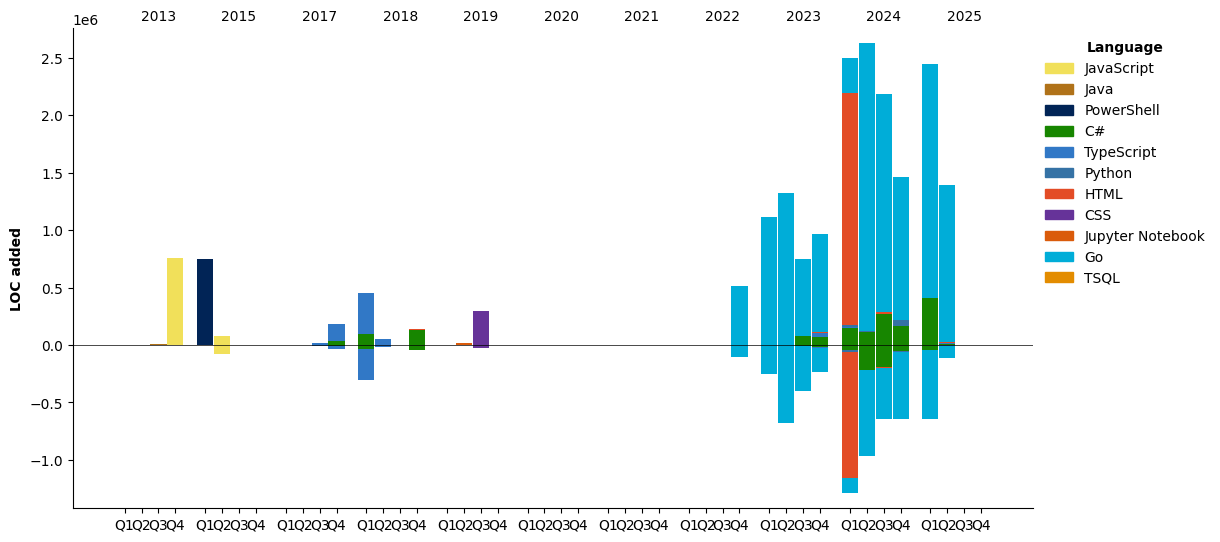 1e6
2013 2015 2017 2018 2019 2020 2021 2022 2023 2024 2025
Language
JavaScript
Java
PowerShell
C#
TypeScript
Python
HTML
CSS
Jupyter Notebook
Go
TSQL
LOC added
2.5
2.0
1.5
1.0
0.5
0.0
−0.5
−1.0
Q1Q2Q3Q4 Q1Q2Q3Q4 Q1Q2Q3Q4 Q1Q2Q3Q4 Q1Q2Q3Q4 Q1Q2Q3Q4 Q1Q2Q3Q4 Q1Q2Q3Q4 Q1Q2Q3Q4 Q1Q2Q3Q4 Q1Q2Q3Q4